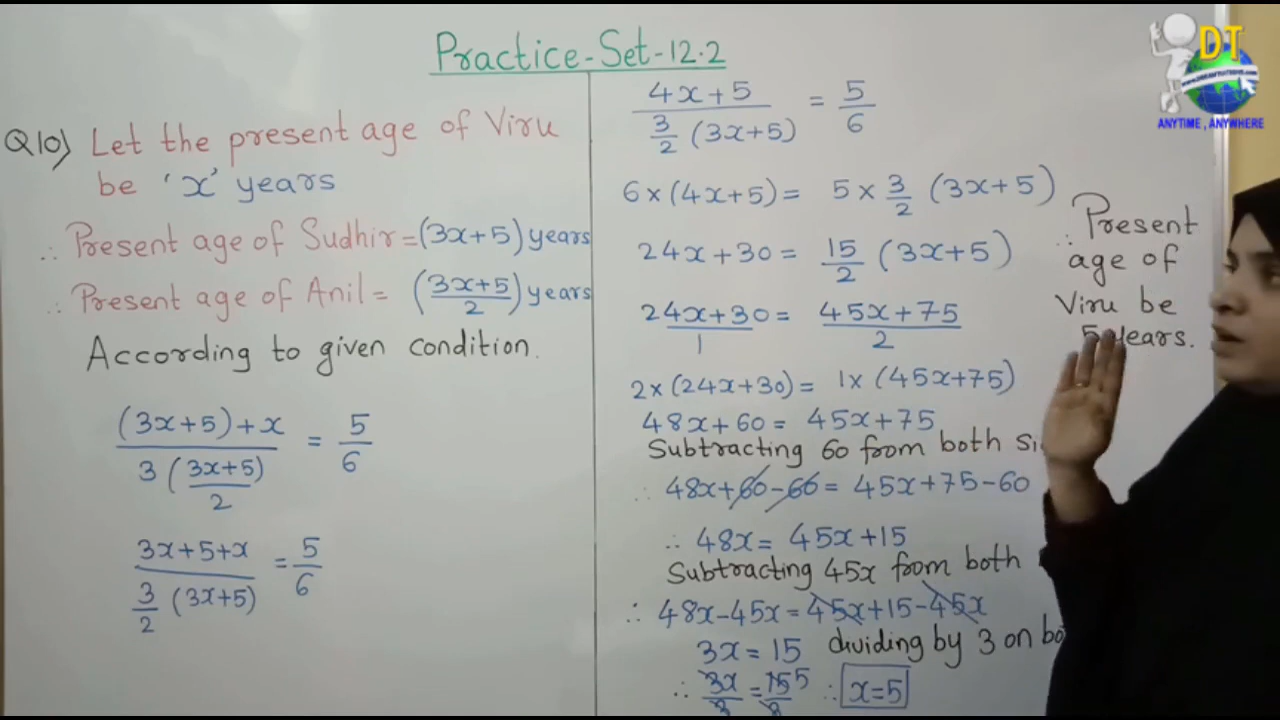 Practice-Set-12.2
Q10) Let the present age of Viru
be 'x' years
∴ Present age of Sudhir = (3x+5) years
∴ Present age of Anil = ((3x+5)/2) years
According to given condition.
((3x+5)+x)/(3((3x+5)/2)) = 5/6
(3x+5+x)/(3/2 (3x+5)) = 5/6
(4x+5)/(3/2 (3x+5)) = 5/6
6×(4x+5) = 5×3/2 (3x+5)
24x+30 = 15/2 (3x+5)
(24x+30)/1 = (45x+75)/2
2×(24x+30) = 1×(45x+75)
48x+60 = 45x+75
Subtracting 60 from both
∴ 48x+60-60 = 45x+75-60
∴ 48x = 45x+15
Subtracting 45x from both
∴ 48x-45x = 45x+15-45x
3x = 15 dividing by 3 on
∴ 3x/3 = 15/3 5 ∴ x=5
∴ Present
age of
Viru be
5 years.
DT
ANYTIME, ANYWHERE